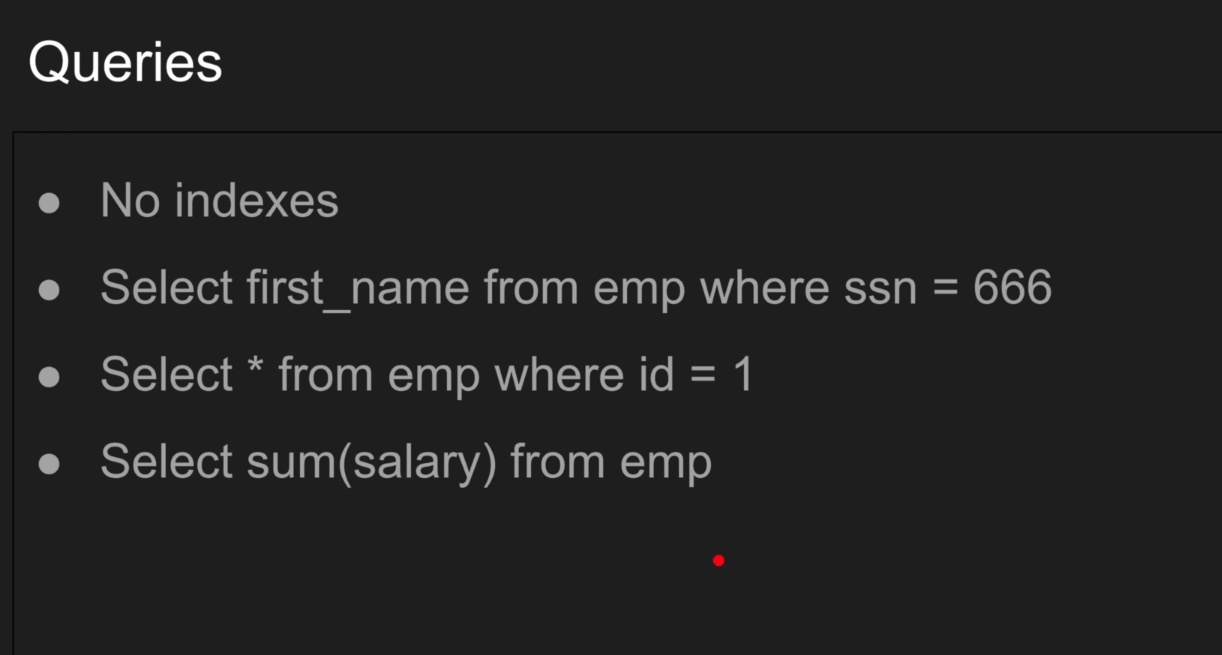 Queries
● No indexes
● Select first_name from emp where ssn = 666
● Select * from emp where id = 1
● Select sum(salary) from emp